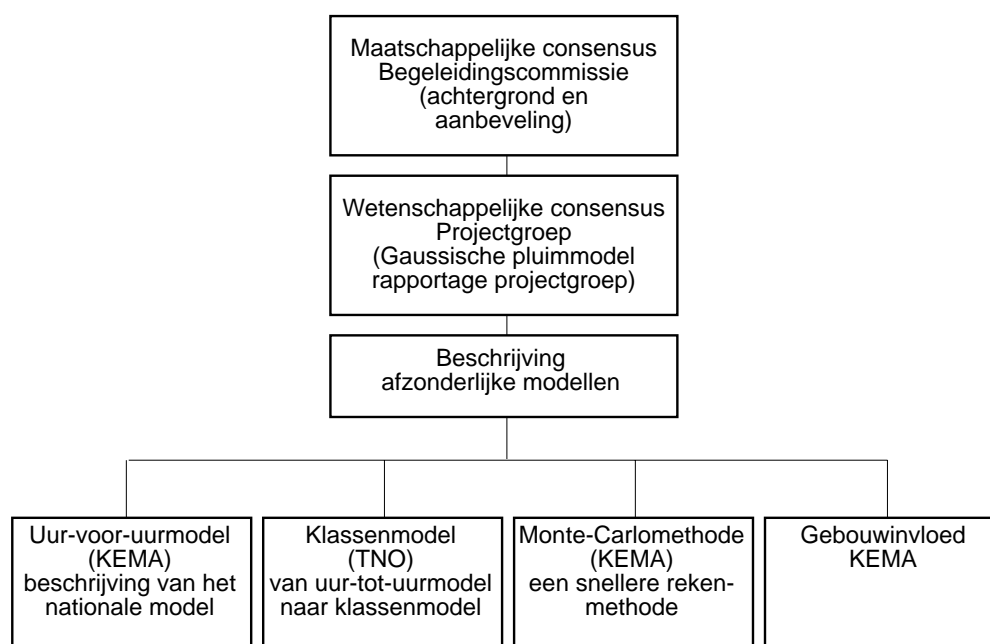 Maatschappelijke consensus
Begeleidingscommissie
(achtergrond en
aanbeveling)
Wetenschappelijke consensus
Projectgroep
(Gaussische pluimmodel
rapportage projectgroep)
Beschrijving
afzonderlijke modellen
Uur-voor-uurmodel
(KEMA)
beschrijving van het
nationale model
Klassenmodel
(TNO)
van uur-tot-uurmodel
naar klassenmodel
Monte-Carlomethode
(KEMA)
een snellere reken-
methode
Gebouwinvloed
KEMA